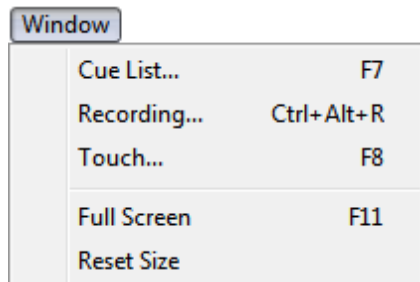 Window
Cue List... F7
Recording... Ctrl+Alt+R
Touch... F8
Full Screen F11
Reset Size